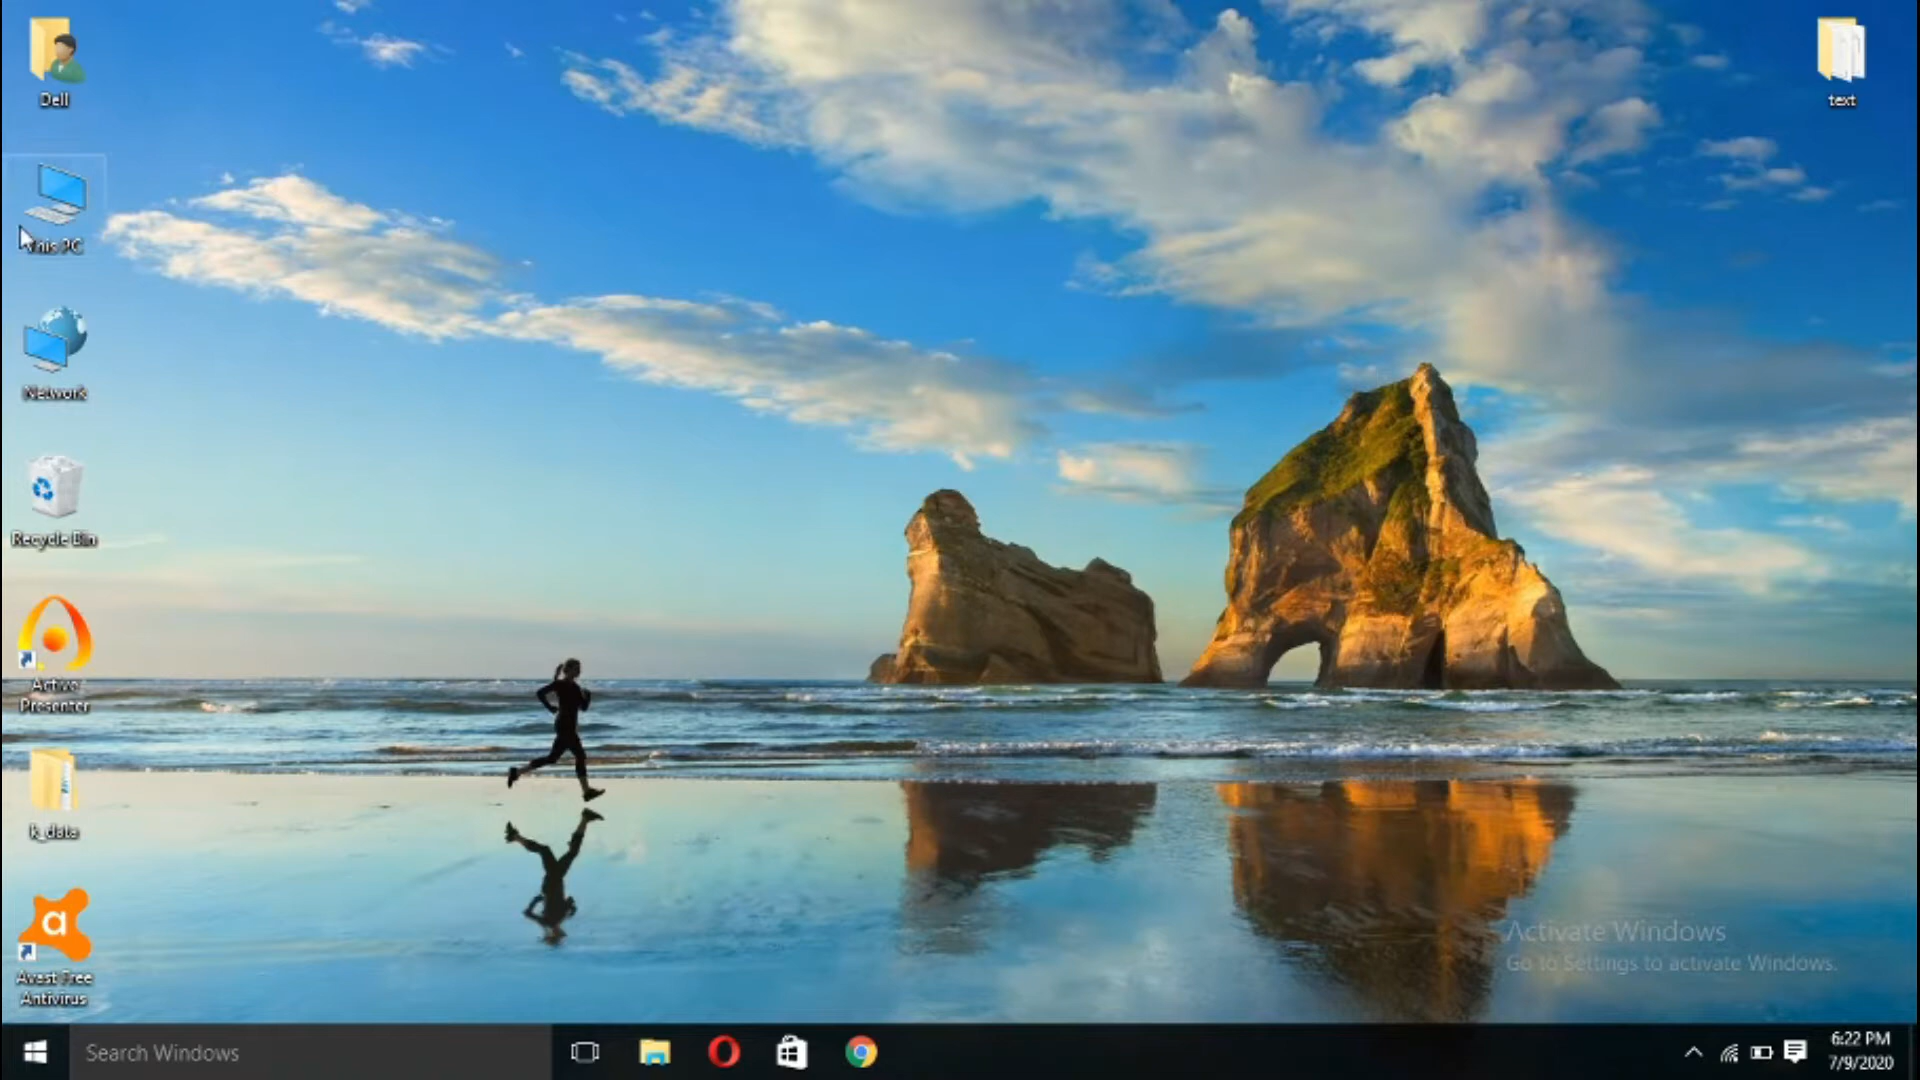 Dell
text
This PC
Network
Recycle Bin
Active
Presenter
k_data
Avast Free
Antivirus
Activate Windows
Go to Settings to activate Windows.
Search Windows
6:22 PM
7/9/2020